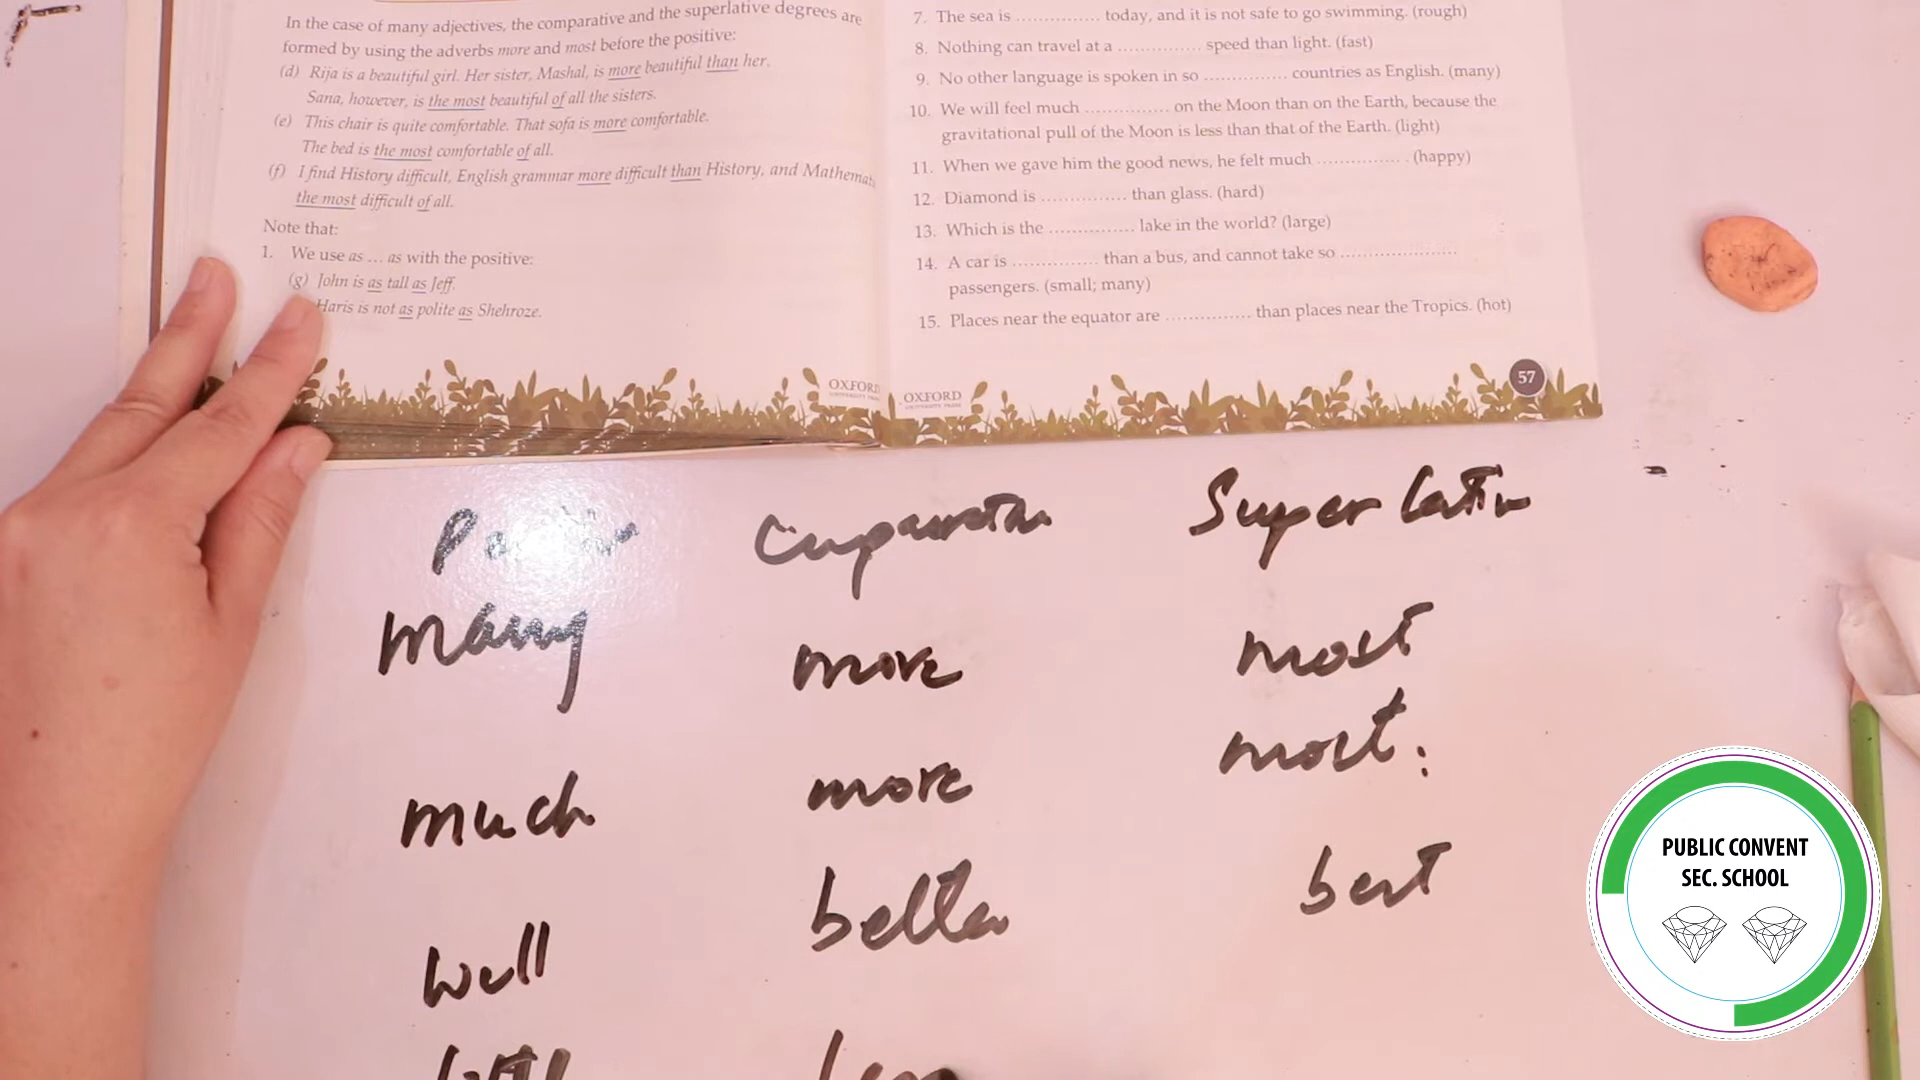 In the case of many adjectives, the comparative and the superlative degrees are
formed by using the adverbs more and most before the positive:
(d) Rija is a beautiful girl. Her sister, Mashal, is more beautiful than her.
Sana, however, is the most beautiful of all the sisters.
(e) This chair is quite comfortable. That sofa is more comfortable.
The bed is the most comfortable of all.
(f) I find History difficult, English grammar more difficult than History, and Mathemat
the most difficult of all.
Note that:
1. We use as ... as with the positive:
(g) John is as tall as Jeff.
Haris is not as polite as Shehroze.
OXFORD
UNIVERSITY PRESS
7. The sea is ............... today, and it is not safe to go swimming. (rough)
8. Nothing can travel at a ............... speed than light. (fast)
9. No other language is spoken in so ............... countries as English. (many)
10. We will feel much ............... on the Moon than on the Earth, because the
gravitational pull of the Moon is less than that of the Earth. (light)
11. When we gave him the good news, he felt much ............... . (happy)
12. Diamond is ............... than glass. (hard)
13. Which is the ............... lake in the world? (large)
14. A car is ............... than a bus, and cannot take so .....................
passengers. (small; many)
15. Places near the equator are ............... than places near the Tropics. (hot)
OXFORD
UNIVERSITY PRESS
57
Positive Comparative Superlative
many more most
much more most.
well better best
little less
PUBLIC CONVENT
SEC. SCHOOL